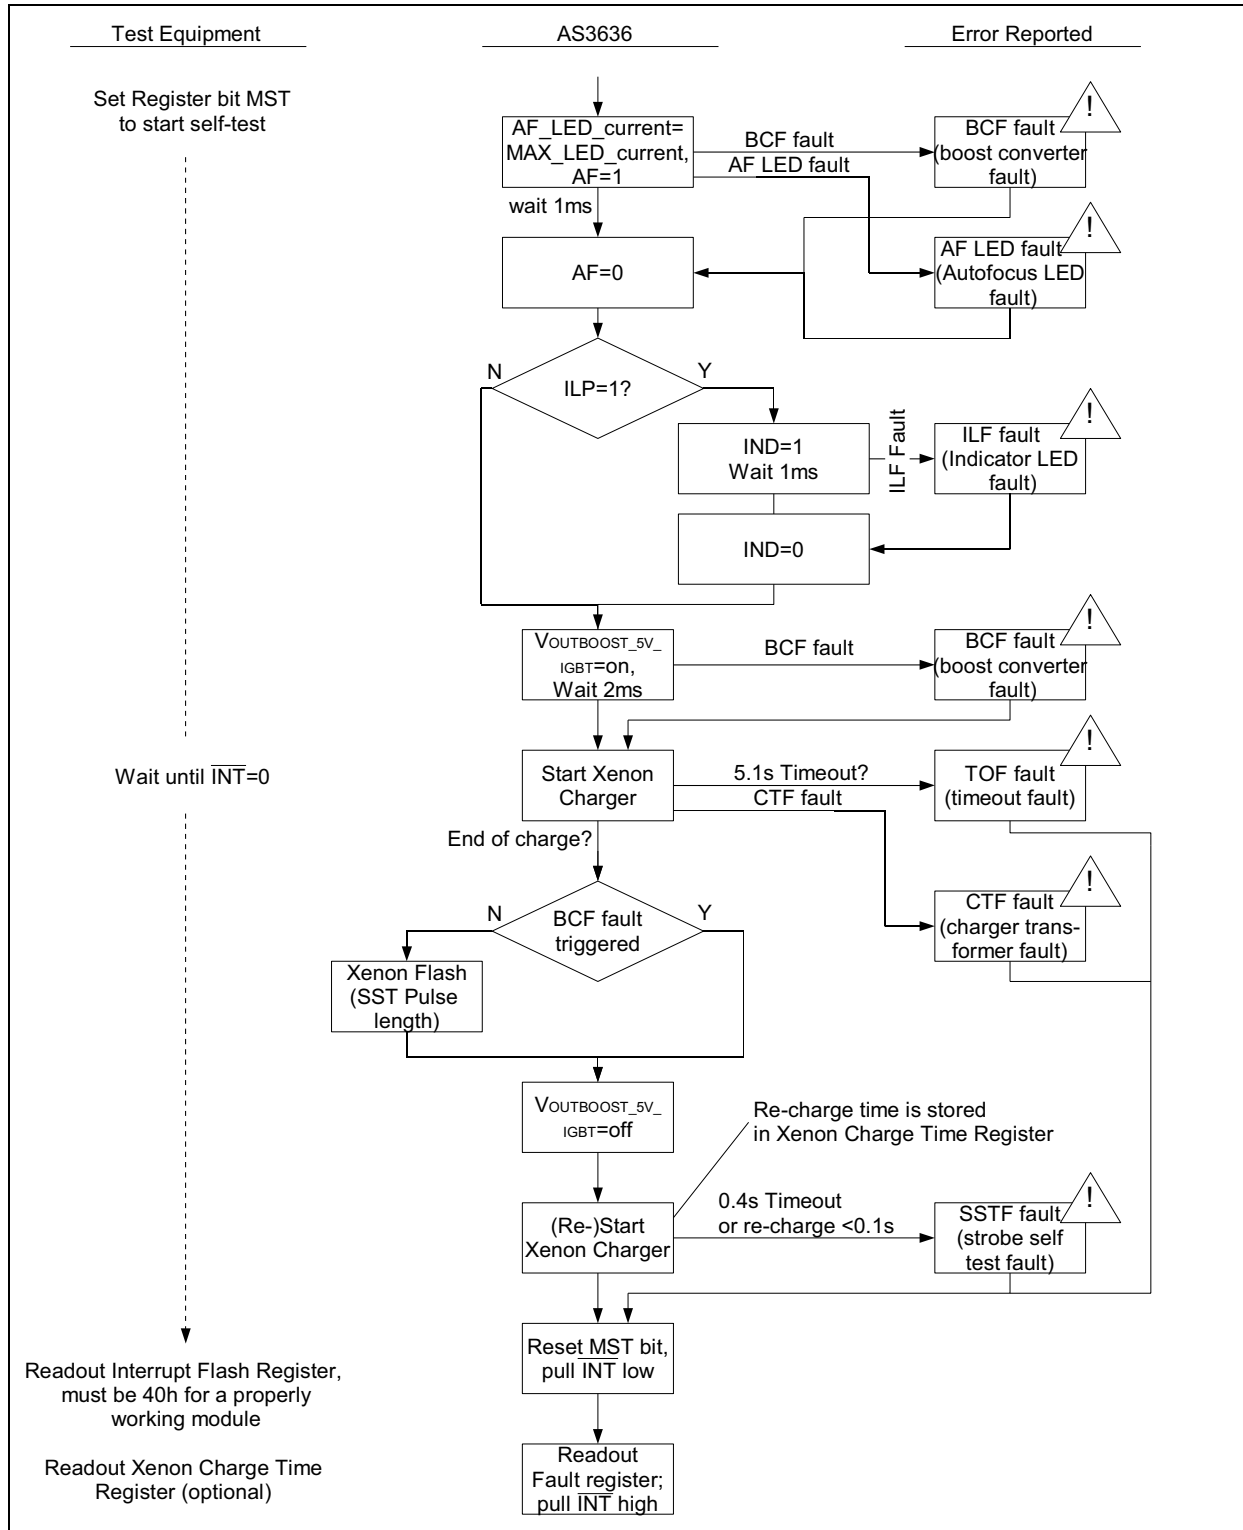 Test Equipment
AS3636
Error Reported
Set Register bit MST
to start self-test
AF_LED_current=
MAX_LED_current,
AF=1
BCF fault
AF LED fault
!
BCF fault
(boost converter
fault)
wait 1ms
AF=0
!
AF LED fault
(Autofocus LED
fault)
N
Y
ILP=1?
IND=1
Wait 1ms
ILF Fault
!
ILF fault
(Indicator LED
fault)
IND=0
VOUTBOOST_5V_
IGBT=on,
Wait 2ms
BCF fault
!
BCF fault
(boost converter
fault)
Wait until INT=0
Start Xenon
Charger
5.1s Timeout?
CTF fault
!
TOF fault
(timeout fault)
End of charge?
N
Y
BCF fault
triggered
!
CTF fault
(charger trans-
former fault)
Xenon Flash
(SST Pulse
length)
VOUTBOOST_5V_
IGBT=off
Re-charge time is stored
in Xenon Charge Time Register
(Re-)Start
Xenon Charger
0.4s Timeout
or re-charge <0.1s
!
SSTF fault
(strobe self
test fault)
Reset MST bit,
pull INT low
Readout Interrupt Flash Register,
must be 40h for a properly
working module
Readout Xenon Charge Time
Register (optional)
Readout
Fault register;
pull INT high